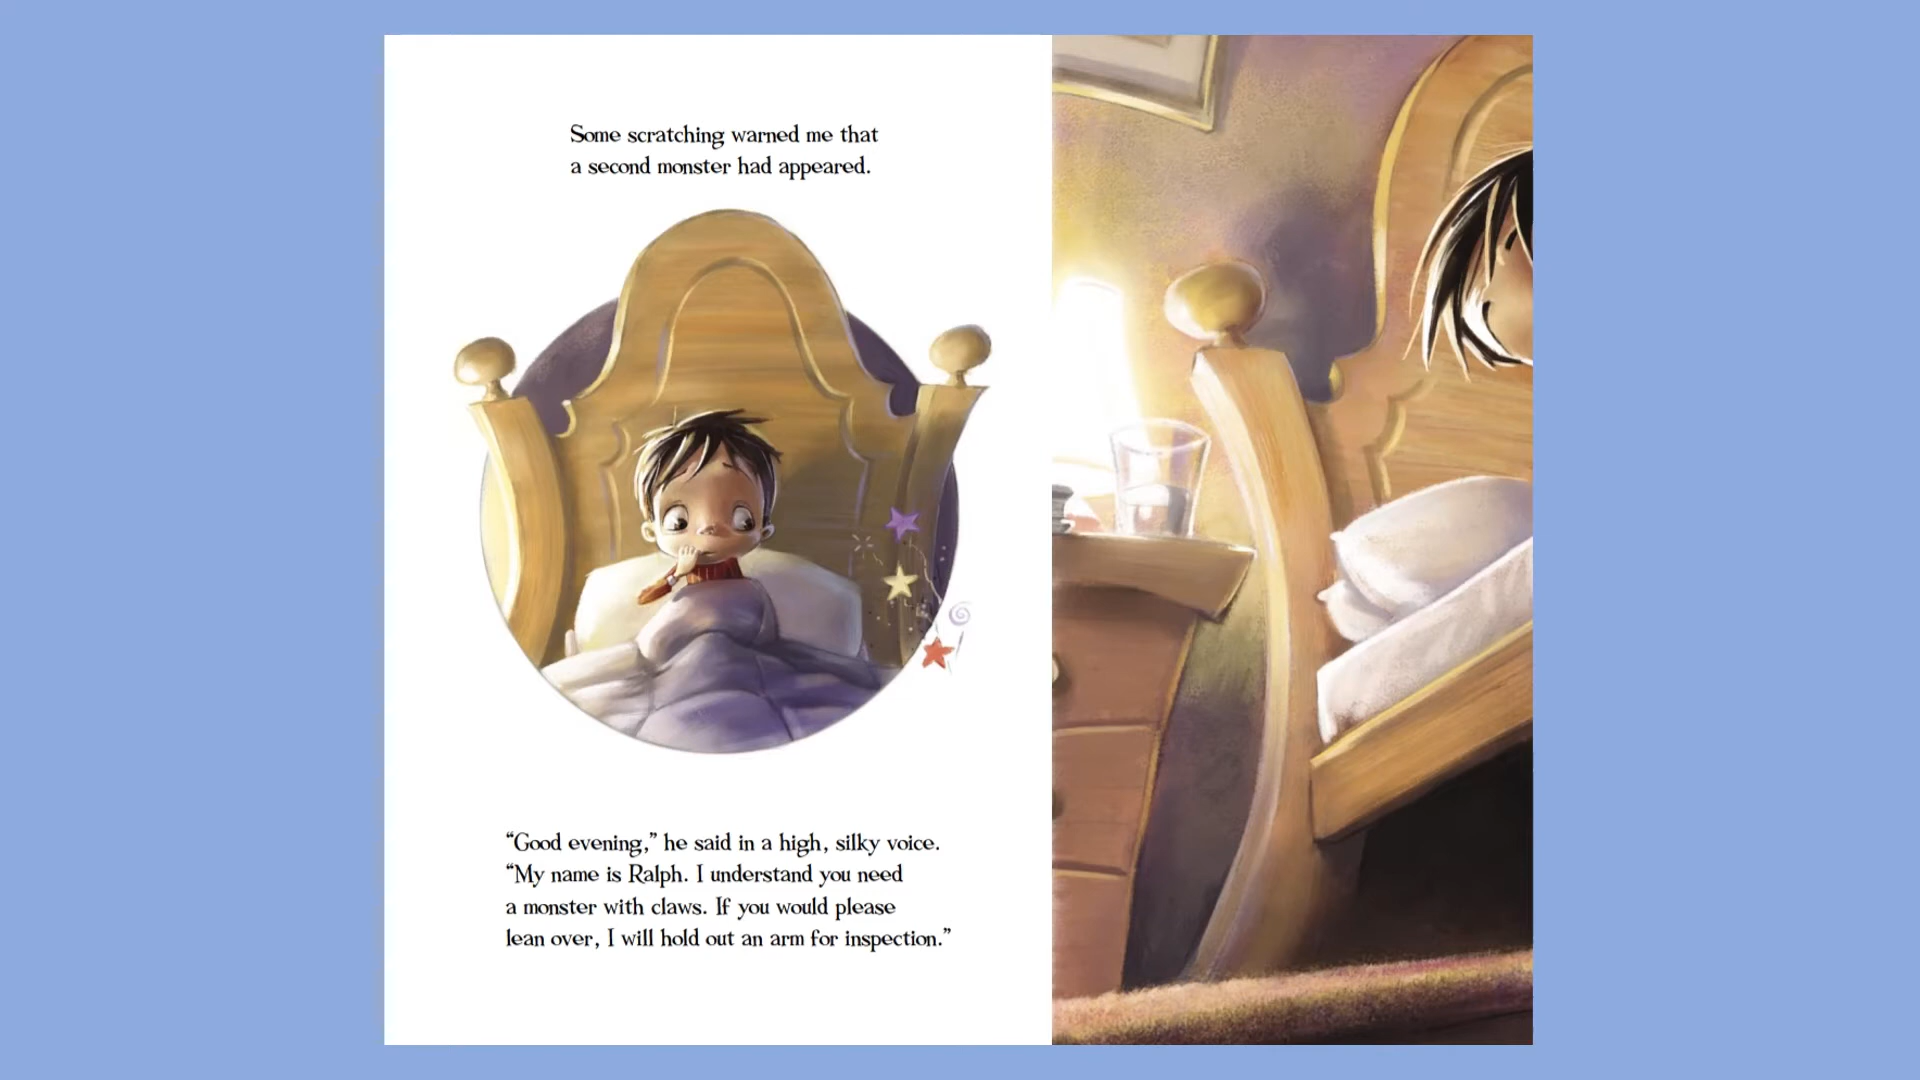 Some scratching warned me that
a second monster had appeared.
“Good evening,” he said in a high, silky voice.
“My name is Ralph. I understand you need
a monster with claws. If you would please
lean over, I will hold out an arm for inspection.”